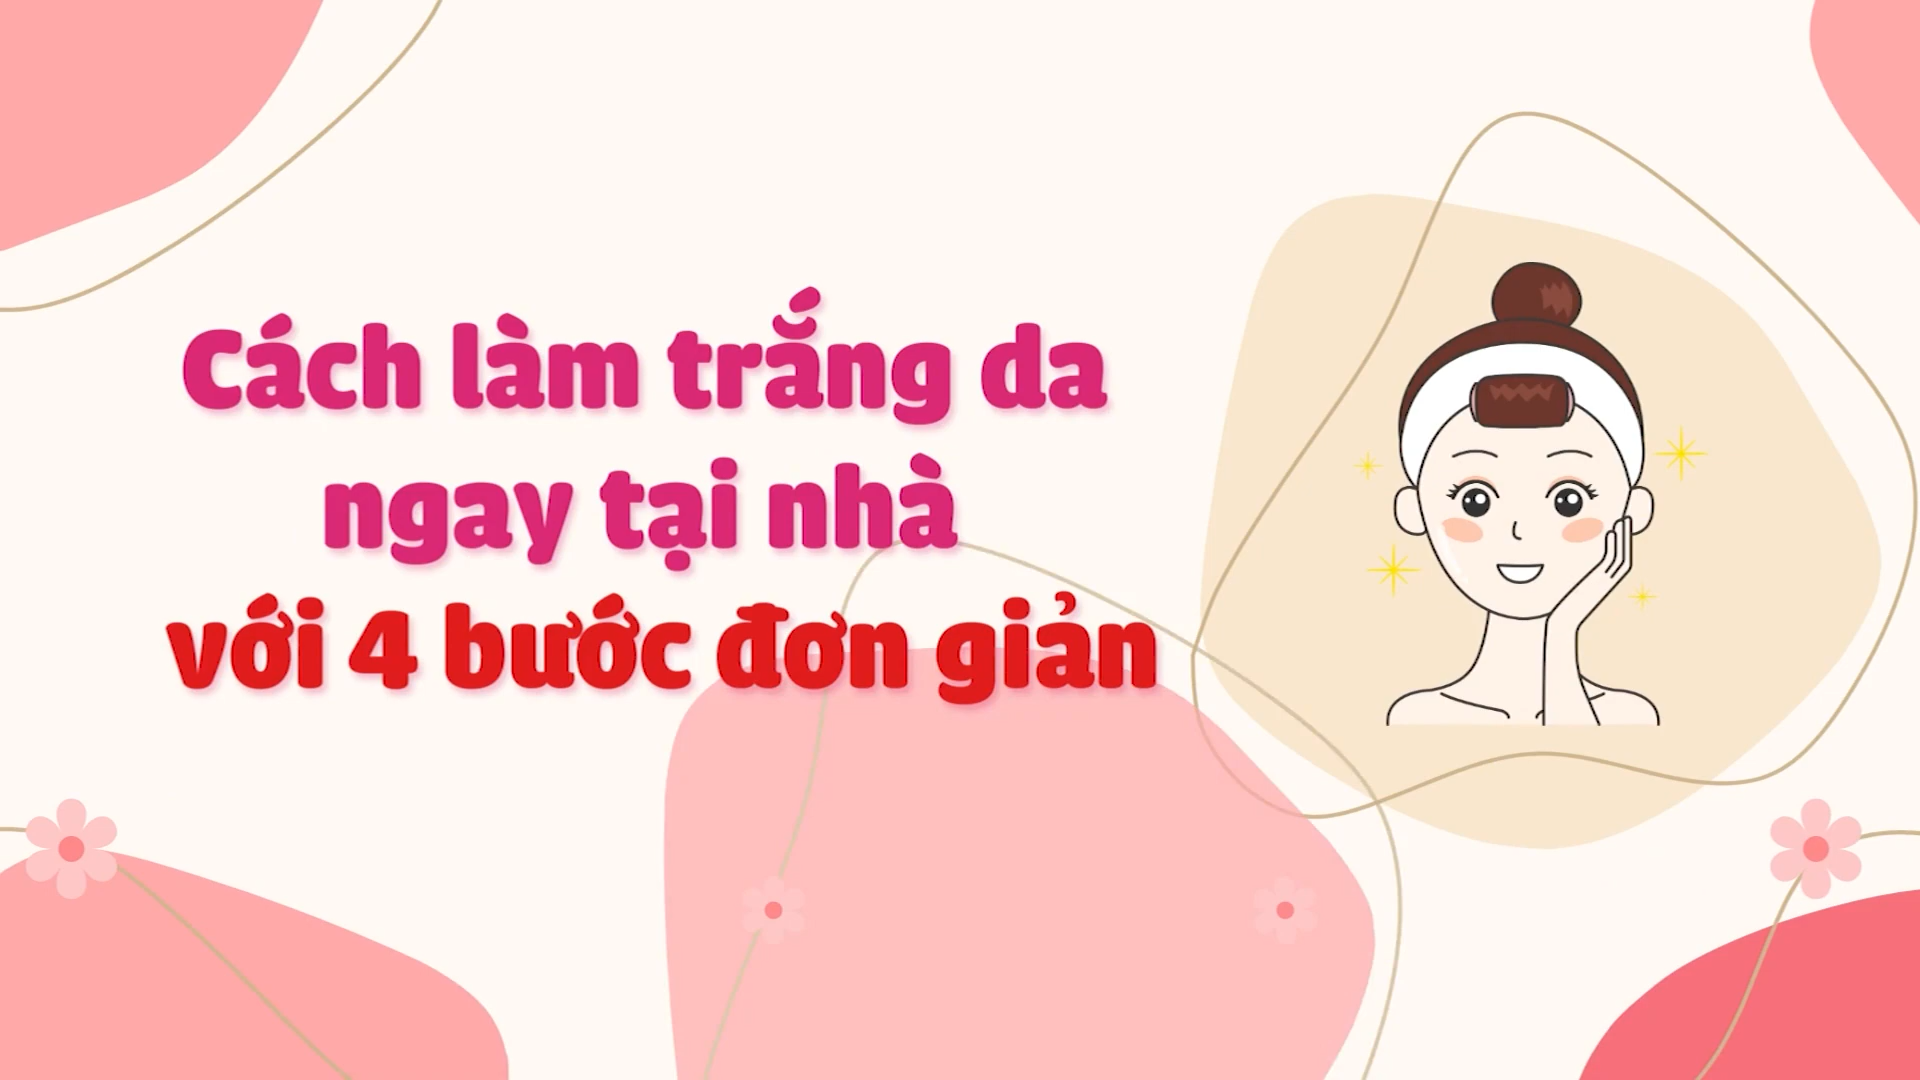 Cách làm trắng da
ngay tại nhà
với 4 bước đơn giản